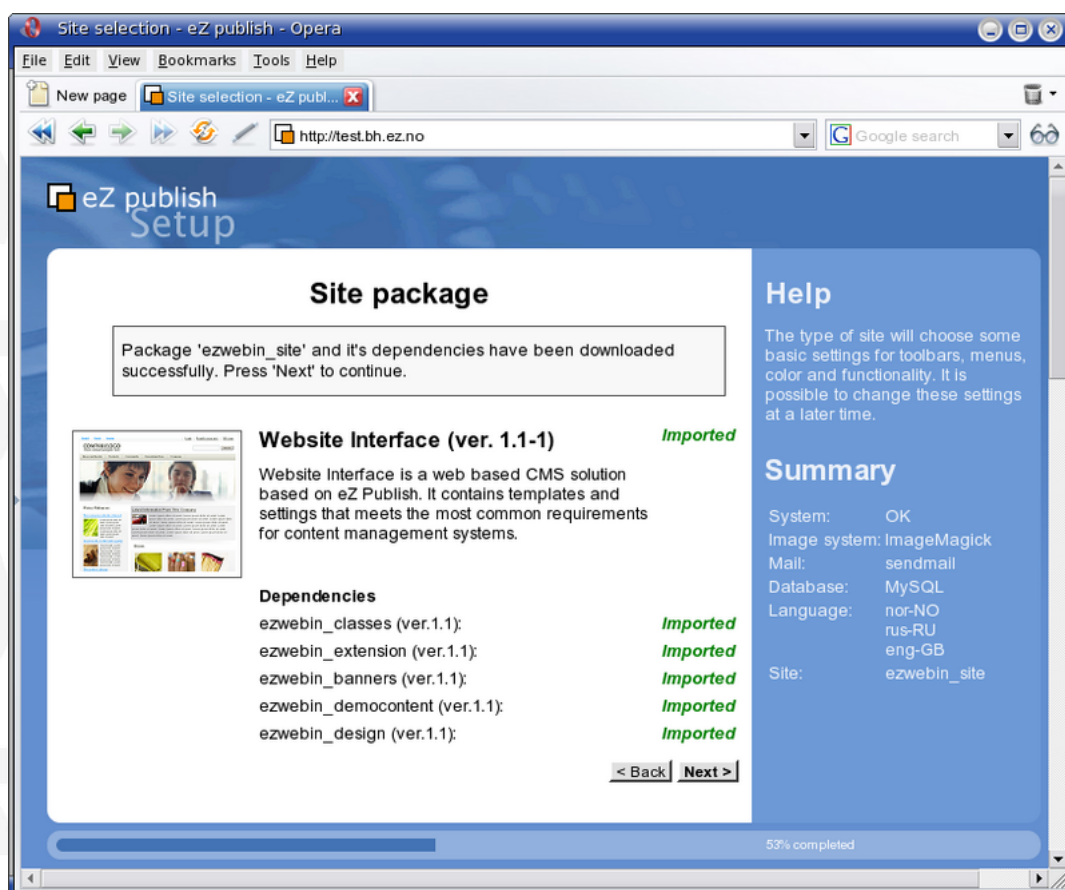 Site selection - eZ publish - Opera
File Edit View Bookmarks Tools Help
New page
Site selection - eZ publ...
http://test.bh.ez.no
G Google search
eZ publish
Setup
Site package
Package 'ezwebin_site' and it's dependencies have been downloaded
successfully. Press 'Next' to continue.
Website Interface (ver. 1.1-1) Imported
Website Interface is a web based CMS solution
based on eZ Publish. It contains templates and
settings that meets the most common requirements
for content management systems.
Dependencies
ezwebin_classes (ver.1.1): Imported
ezwebin_extension (ver.1.1): Imported
ezwebin_banners (ver.1.1): Imported
ezwebin_democontent (ver.1.1): Imported
ezwebin_design (ver.1.1): Imported
< Back Next >
Help
The type of site will choose some
basic settings for toolbars, menus,
color and functionality. It is
possible to change these settings
at a later time.
Summary
System: OK
Image system: ImageMagick
Mail: sendmail
Database: MySQL
Language: nor-NO
rus-RU
eng-GB
Site: ezwebin_site
53% completed